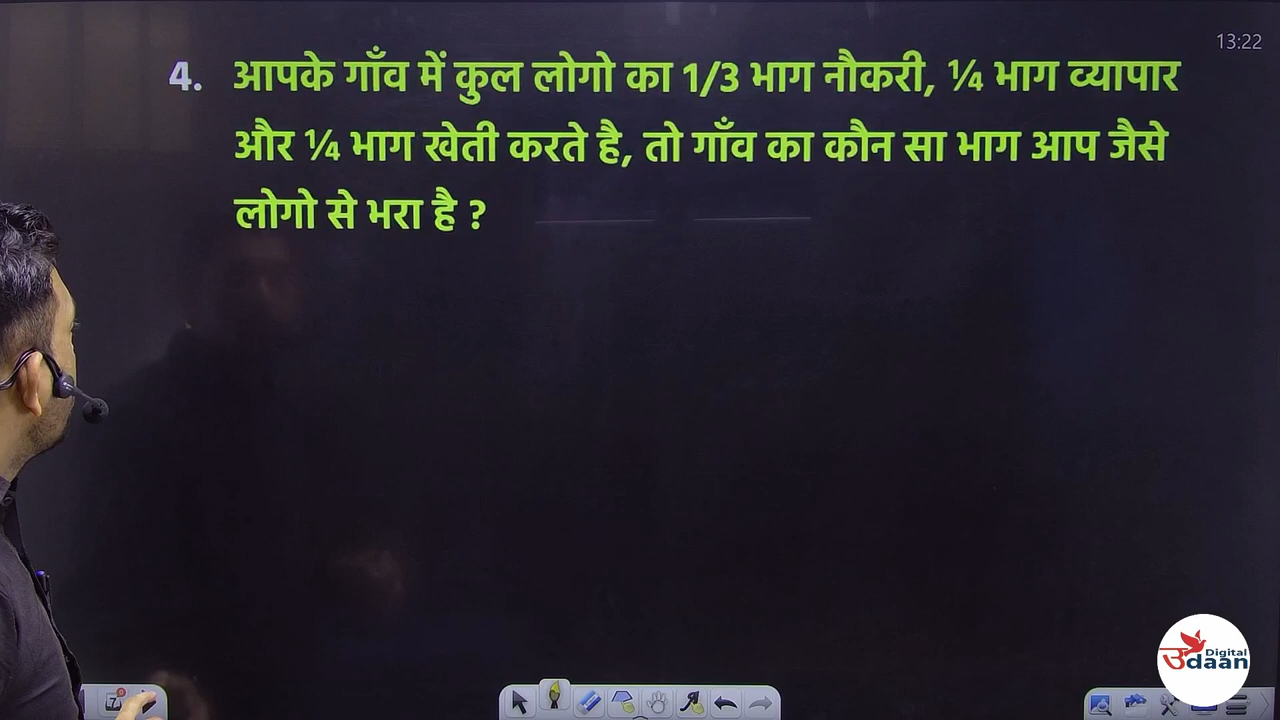 13:22
4. आपके गाँव में कुल लोगो का 1/3 भाग नौकरी, ¼ भाग व्यापार
और ¼ भाग खेती करते है, तो गाँव का कौन सा भाग आप जैसे
लोगो से भरा है ?
Digital
उdaan